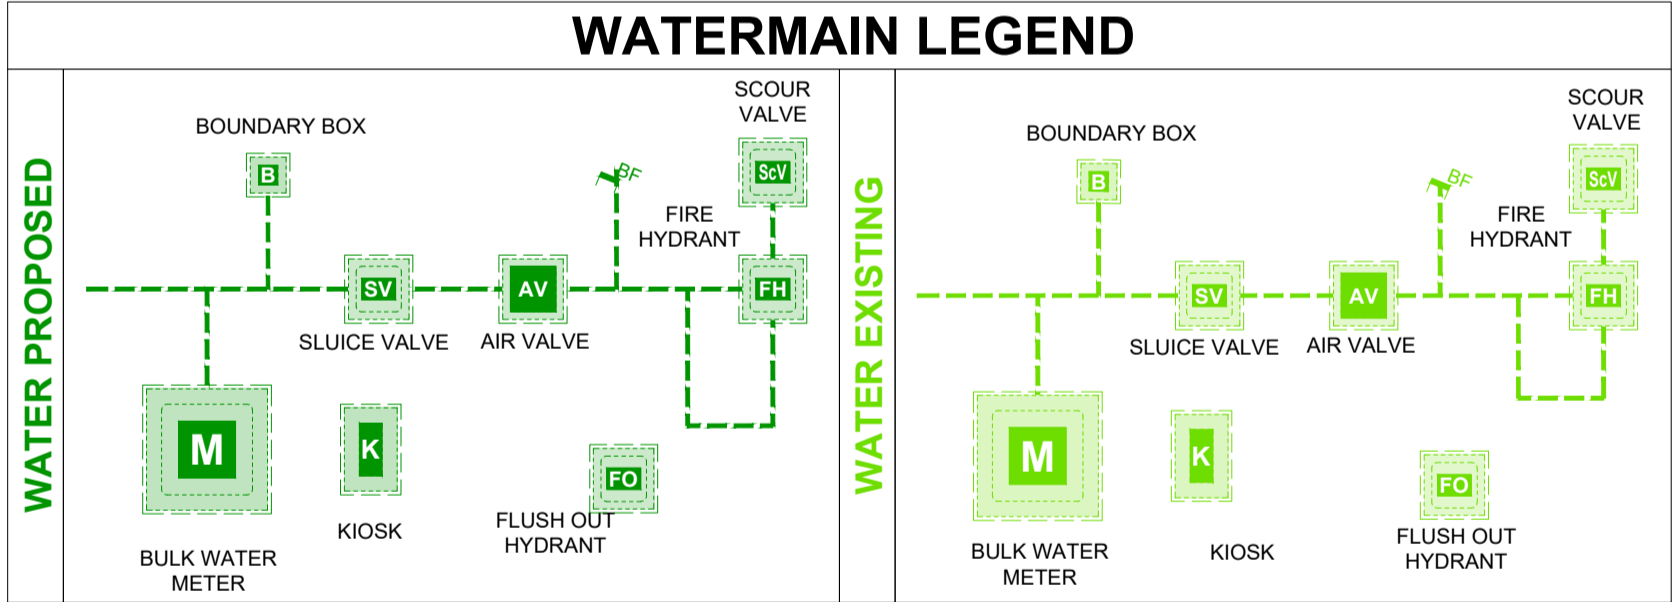 WATERMAIN LEGEND
WATER PROPOSED
BOUNDARY BOX
B
BF
SCOUR
VALVE
ScV
FIRE
HYDRANT
SV
AV
FH
SLUICE VALVE
AIR VALVE
M
K
FO
BULK WATER
METER
KIOSK
FLUSH OUT
HYDRANT
WATER EXISTING
BOUNDARY BOX
B
BF
SCOUR
VALVE
ScV
FIRE
HYDRANT
SV
AV
FH
SLUICE VALVE
AIR VALVE
M
K
FO
BULK WATER
METER
KIOSK
FLUSH OUT
HYDRANT